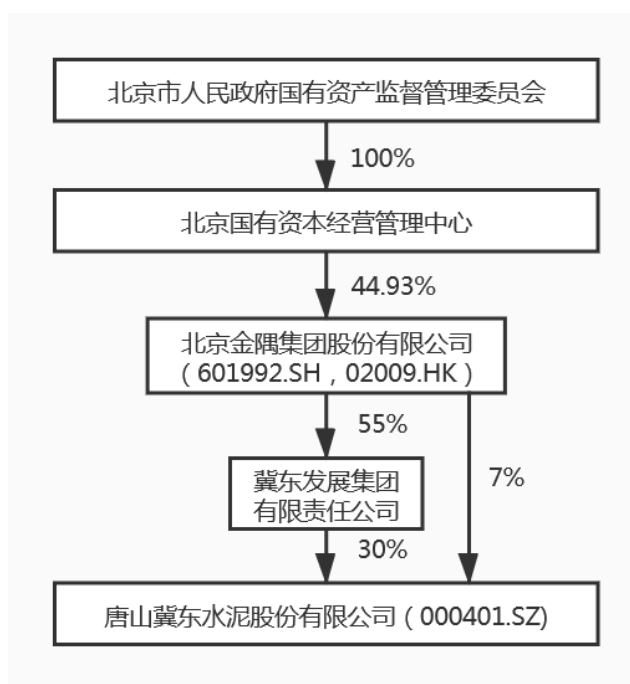 北京市人民政府国有资产监督管理委员会
100%
北京国有资本经营管理中心
44.93%
北京金隅集团股份有限公司
（601992.SH，02009.HK）
55%
7%
冀东发展集团
有限责任公司
30%
唐山冀东水泥股份有限公司（000401.SZ)